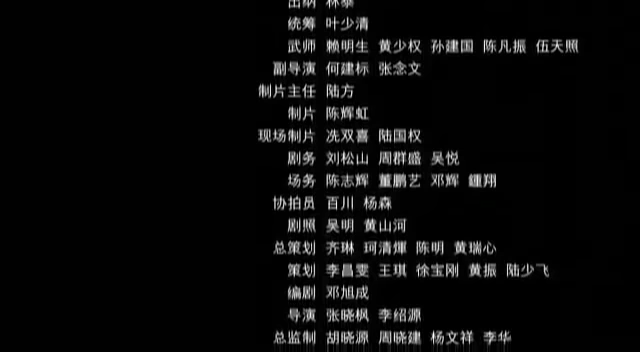 出纳 林泰
统筹 叶少清
武师 赖明生 黄少权 孙建国 陈凡振 伍天照
副导演 何建标 张念文
制片主任 陆方
制片 陈辉虹
现场制片 冼双喜 陆国权
剧务 刘松山 周群盛 吴悦
场务 陈志辉 董鹏艺 邓辉 鍾翔
协拍员 百川 杨森
剧照 吴明 黄山河
总策划 齐琳 珂清煇 陈明 黄瑞心
策划 李昌雯 王琪 徐宝刚 黄振 陆少飞
编剧 邓旭成
导演 张晓枫 李绍源
总监制 胡晓源 周晓建 杨文祥 李华